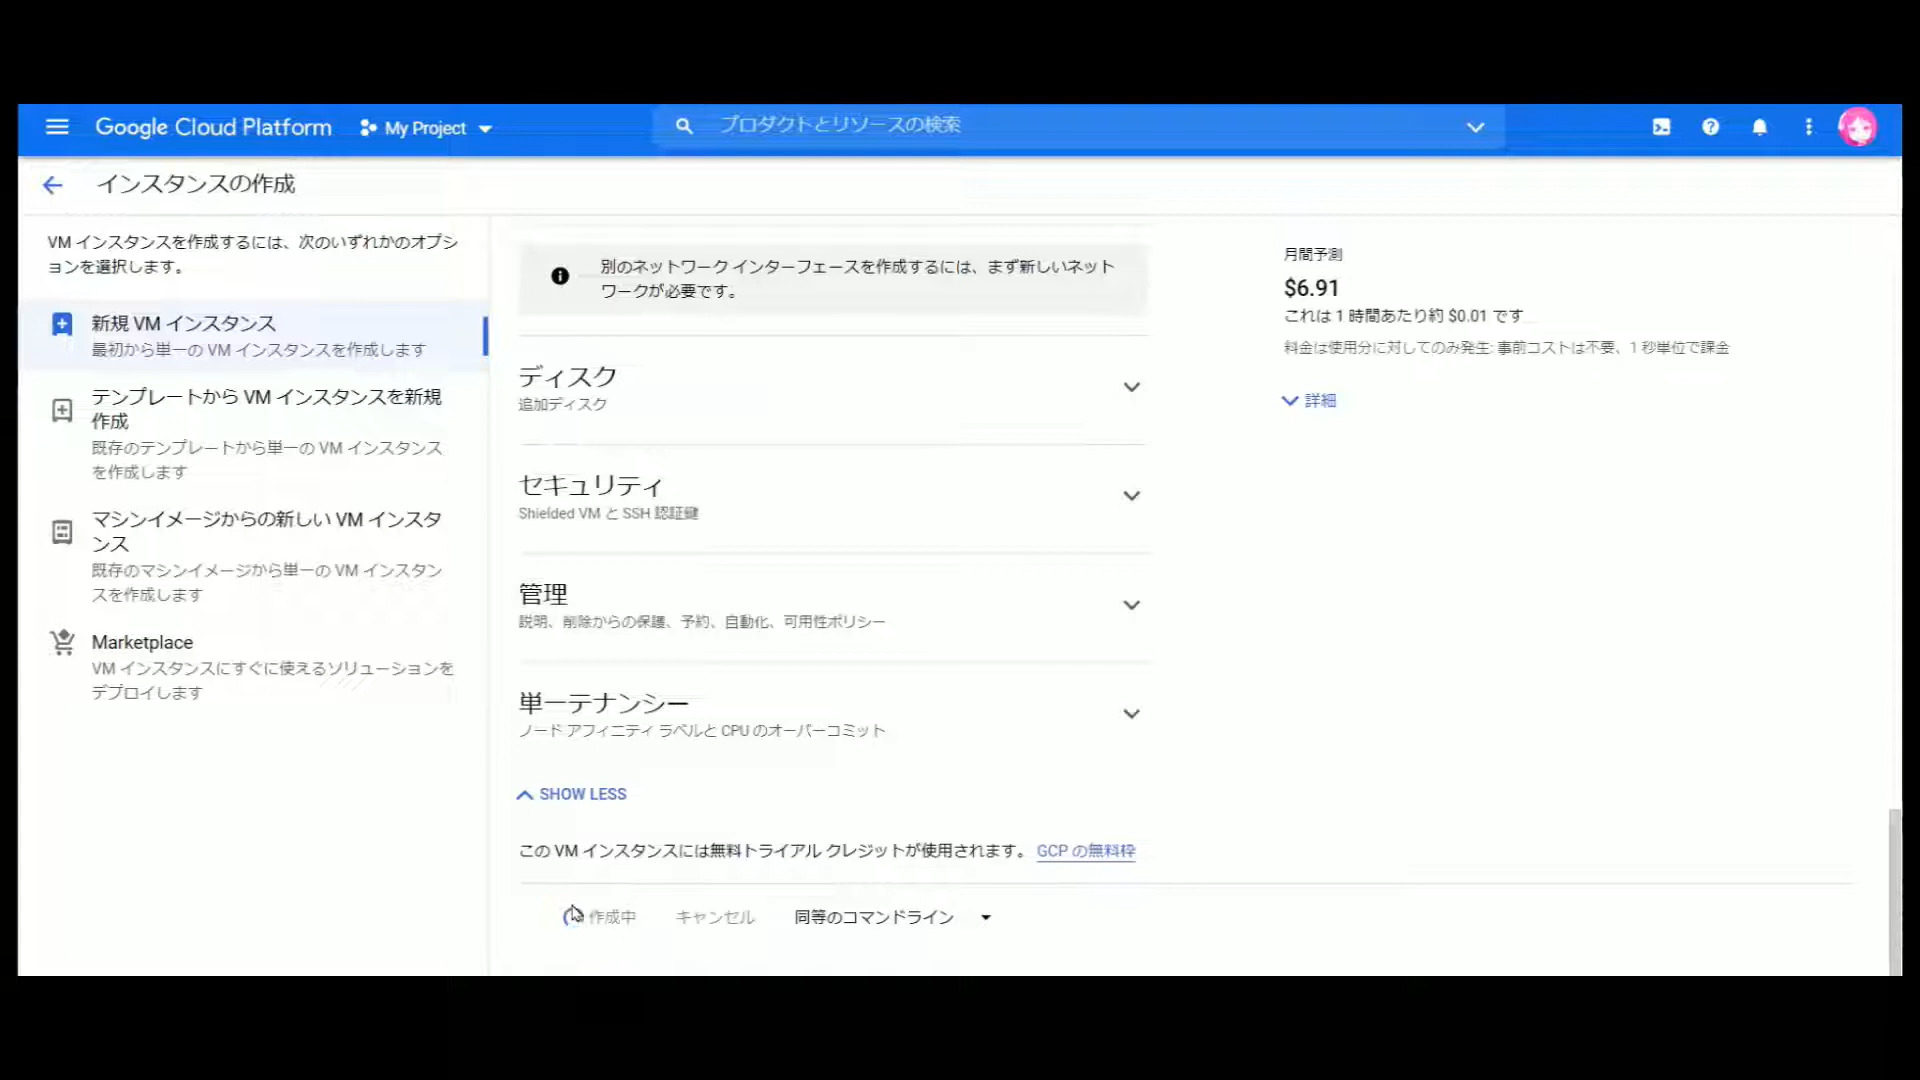 Google Cloud Platform
My Project
プロダクトとリソースの検索
インスタンスの作成
VM インスタンスを作成するには、次のいずれかのオプシ
ョンを選択します。
新規 VM インスタンス
最初から単一の VM インスタンスを作成します
テンプレートから VM インスタンスを新規
作成
既存のテンプレートから単一の VM インスタンス
を作成します
マシンイメージからの新しい VM インスタ
ンス
既存のマシンイメージから単一の VM インスタン
スを作成します
Marketplace
VM インスタンスにすぐに使えるソリューションを
デプロイします
別のネットワーク インターフェースを作成するには、まず新しいネット
ワークが必要です。
ディスク
追加ディスク
セキュリティ
Shielded VM と SSH 認証鍵
管理
説明、削除からの保護、予約、自動化、可用性ポリシー
単一テナンシー
ノード アフィニティ ラベルと CPU のオーバーコミット
SHOW LESS
この VM インスタンスには無料トライアル クレジットが使用されます。 GCP の無料枠
作成中 キャンセル 同等のコマンドライン
月間予測
$6.91
これは 1 時間あたり約 $0.01 です
料金は使用分に対してのみ発生: 事前コストは不要、1 秒単位で課金
詳細